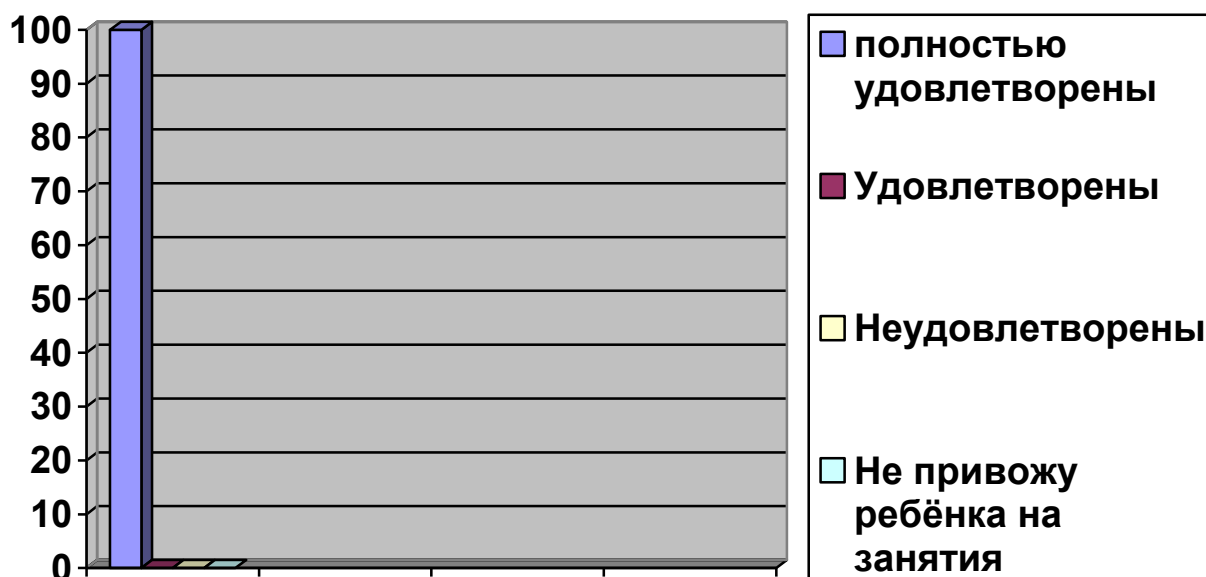 100
90
80
70
60
50
40
30
20
10
0
полностью
удовлетворены
Удовлетворены
Неудовлетворены
Не привожу
ребёнка на
занятия